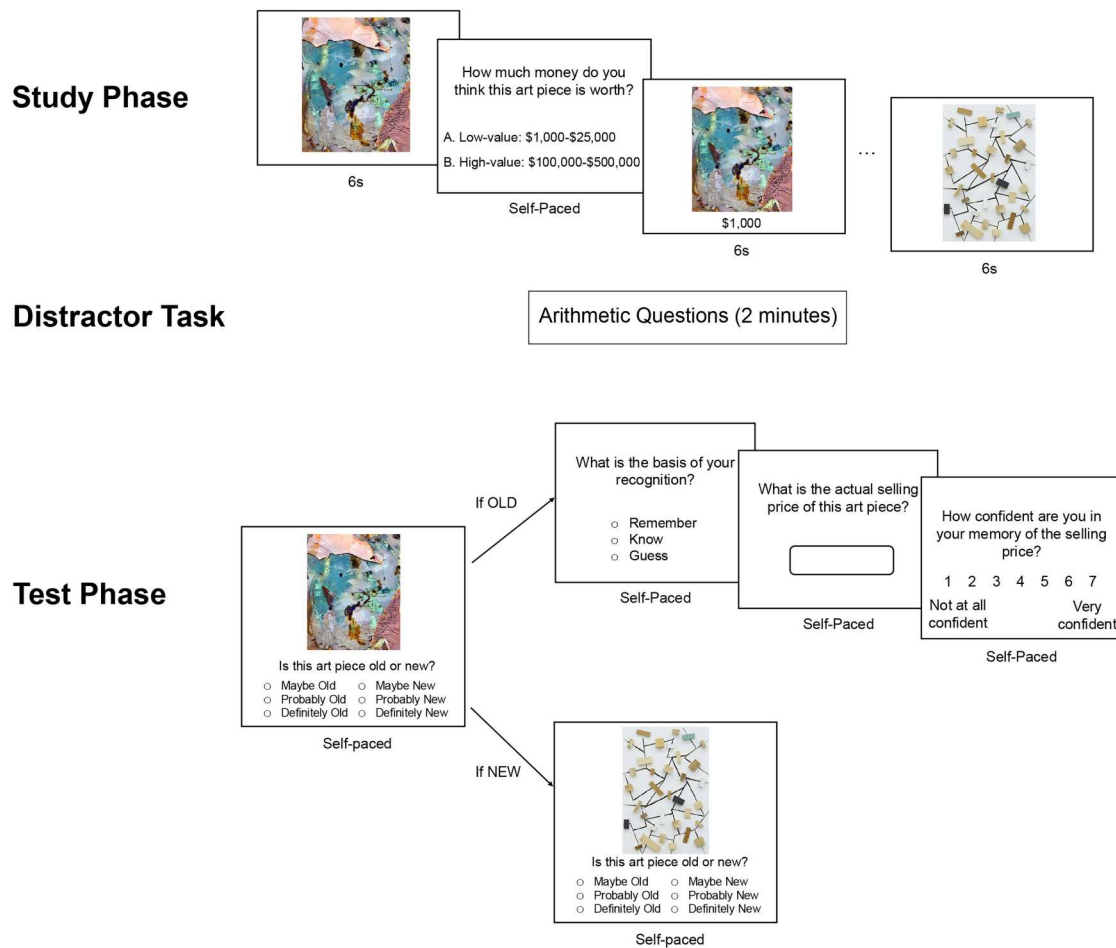 Study Phase
6s
How much money do you
think this art piece is worth?
A. Low-value: $1,000-$25,000
B. High-value: $100,000-$500,000
Self-Paced
$1,000
6s
...
6s
Distractor Task
Arithmetic Questions (2 minutes)
Test Phase
Is this art piece old or new?
○ Maybe Old ○ Maybe New
○ Probably Old ○ Probably New
○ Definitely Old ○ Definitely New
Self-paced
If OLD
What is the basis of your
recognition?
○ Remember
○ Know
○ Guess
Self-Paced
What is the actual selling
price of this art piece?
Self-Paced
How confident are you in
your memory of the selling
price?
1 2 3 4 5 6 7
Not at all Very
confident confident
Self-Paced
If NEW
Is this art piece old or new?
○ Maybe Old ○ Maybe New
○ Probably Old ○ Probably New
○ Definitely Old ○ Definitely New
Self-paced